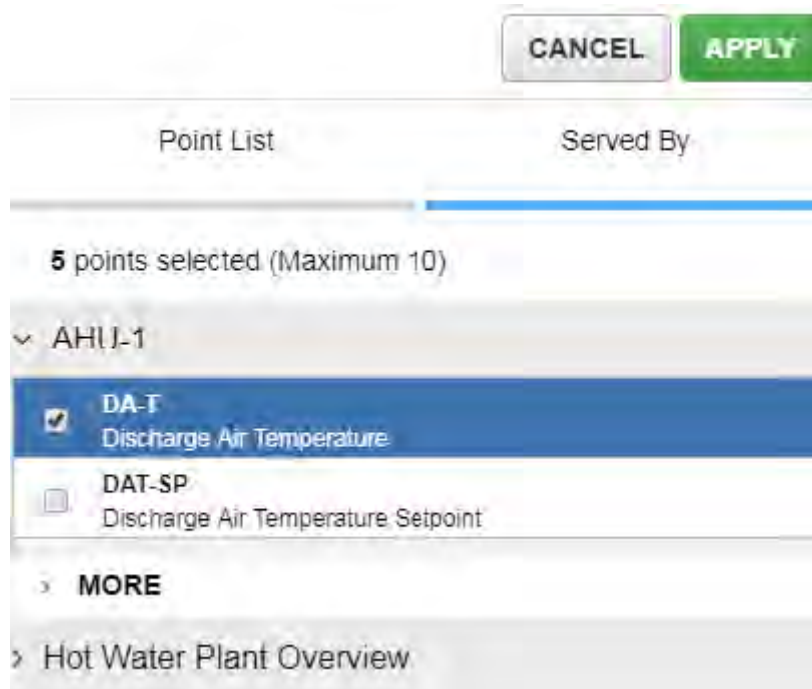 CANCEL APPLY
Point List Served By
5 points selected (Maximum 10)
AHU-1
DA-T
Discharge Air Temperature
DAT-SP
Discharge Air Temperature Setpoint
MORE
Hot Water Plant Overview